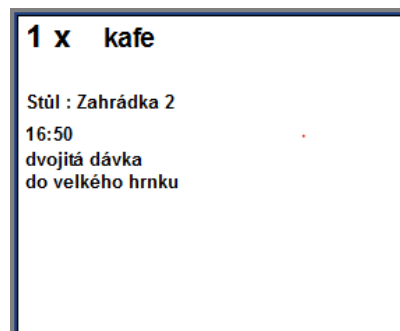 1 x kafe
Stůl : Zahrádka 2
16:50
dvojitá dávka
do velkého hrnku